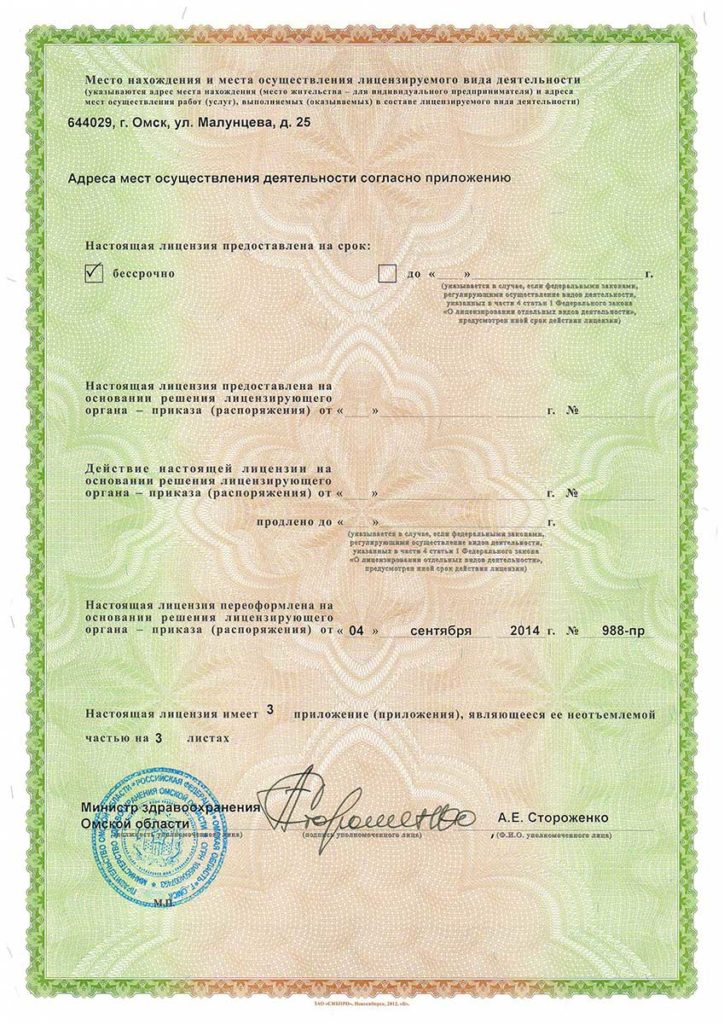 Место нахождения и места осуществления лицензируемого вида деятельности
(указываются адрес места нахождения (место жительства – для индивидуального предпринимателя) и адреса
мест осуществления работ (услуг), выполняемых (оказываемых) в составе лицензируемого вида деятельности)
644029, г. Омск, ул. Малунцева, д. 25
Адреса мест осуществления деятельности согласно приложению
Настоящая лицензия предоставлена на срок:
бессрочно до « » г.
(указывается в случае, если федеральными законами,
регулирующими осуществление видов деятельности,
указанных в части 4 статьи 1 Федерального закона
«О лицензировании отдельных видов деятельности»,
предусмотрен иной срок действия лицензии)
Настоящая лицензия предоставлена на
основании решения лицензирующего
органа – приказа (распоряжения) от « » г. №
Действие настоящей лицензии на
основании решения лицензирующего
органа – приказа (распоряжения) от « » г. №
продлено до « » г.
(указывается в случае, если федеральными законами,
регулирующими осуществление видов деятельности,
указанных в части 4 статьи 1 Федерального закона
«О лицензировании отдельных видов деятельности»,
предусмотрен иной срок действия лицензии)
Настоящая лицензия переоформлена на
основании решения лицензирующего
органа – приказа (распоряжения) от « 04 » сентября 2014 г. № 988-пр
Настоящая лицензия имеет 3 приложение (приложения), являющееся ее неотъемлемой
частью на 3 листах
Министр здравоохранения
Омской области А.Е. Стороженко
(должность уполномоченного лица) (подпись уполномоченного лица) (Ф.И.О. уполномоченного лица)
РОССИЙСКАЯ ФЕДЕРАЦИЯ
МИНИСТЕРСТВО ЗДРАВООХРАНЕНИЯ ОМСКОЙ ОБЛАСТИ
М.П.